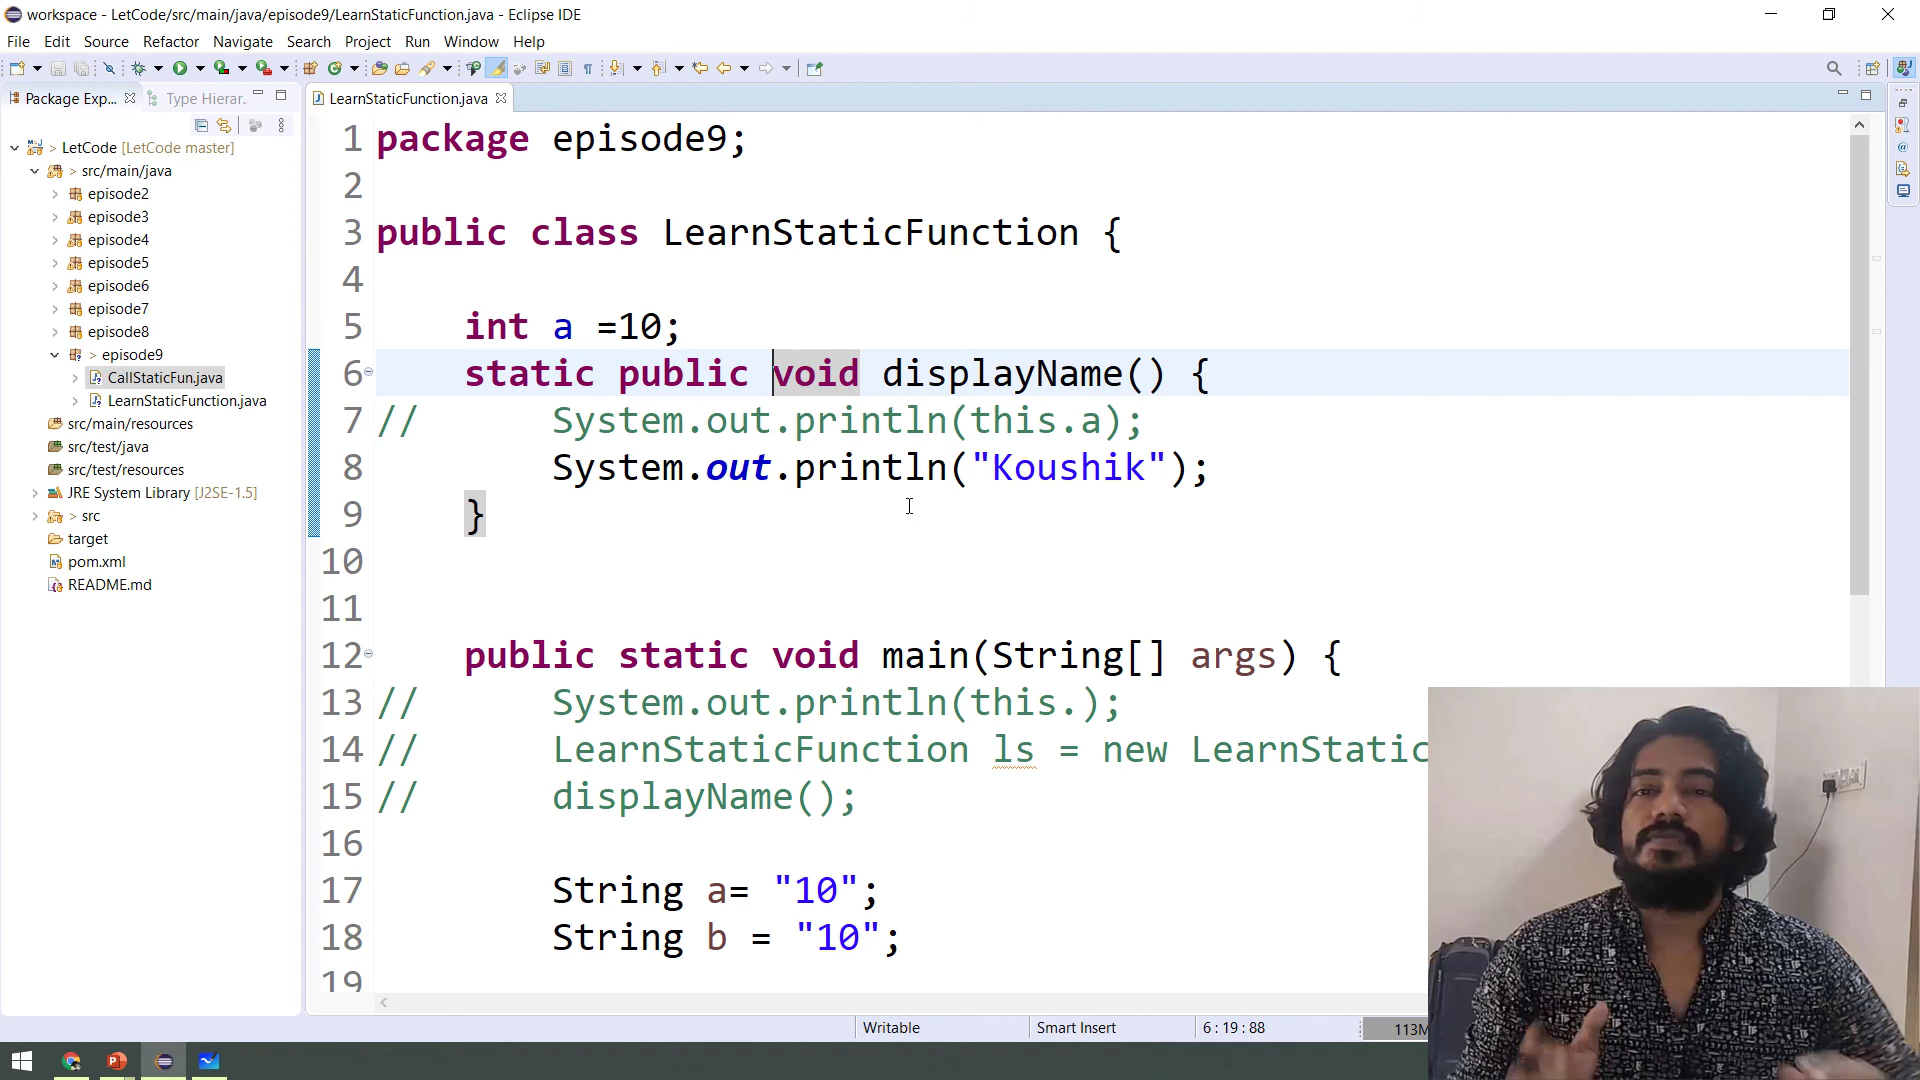 workspace - LetCode/src/main/java/episode9/LearnStaticFunction.java - Eclipse IDE
File Edit Source Refactor Navigate Search Project Run Window Help
Package Exp... Type Hierar... LearnStaticFunction.java
> LetCode [LetCode master]
> src/main/java
episode2
episode3
episode4
episode5
episode6
episode7
episode8
> episode9
CallStaticFun.java
LearnStaticFunction.java
src/main/resources
src/test/java
src/test/resources
JRE System Library [J2SE-1.5]
> src
target
pom.xml
README.md
1 package episode9;
2
3 public class LearnStaticFunction {
4
5 int a =10;
6 static public void displayName() {
7 // System.out.println(this.a);
8 System.out.println("Koushik");
9 }
10
11
12 public static void main(String[] args) {
13 // System.out.println(this.);
14 // LearnStaticFunction ls = new LearnStatic
15 // displayName();
16
17 String a= "10";
18 String b = "10";
19
Writable Smart Insert 6 : 19 : 88 113M